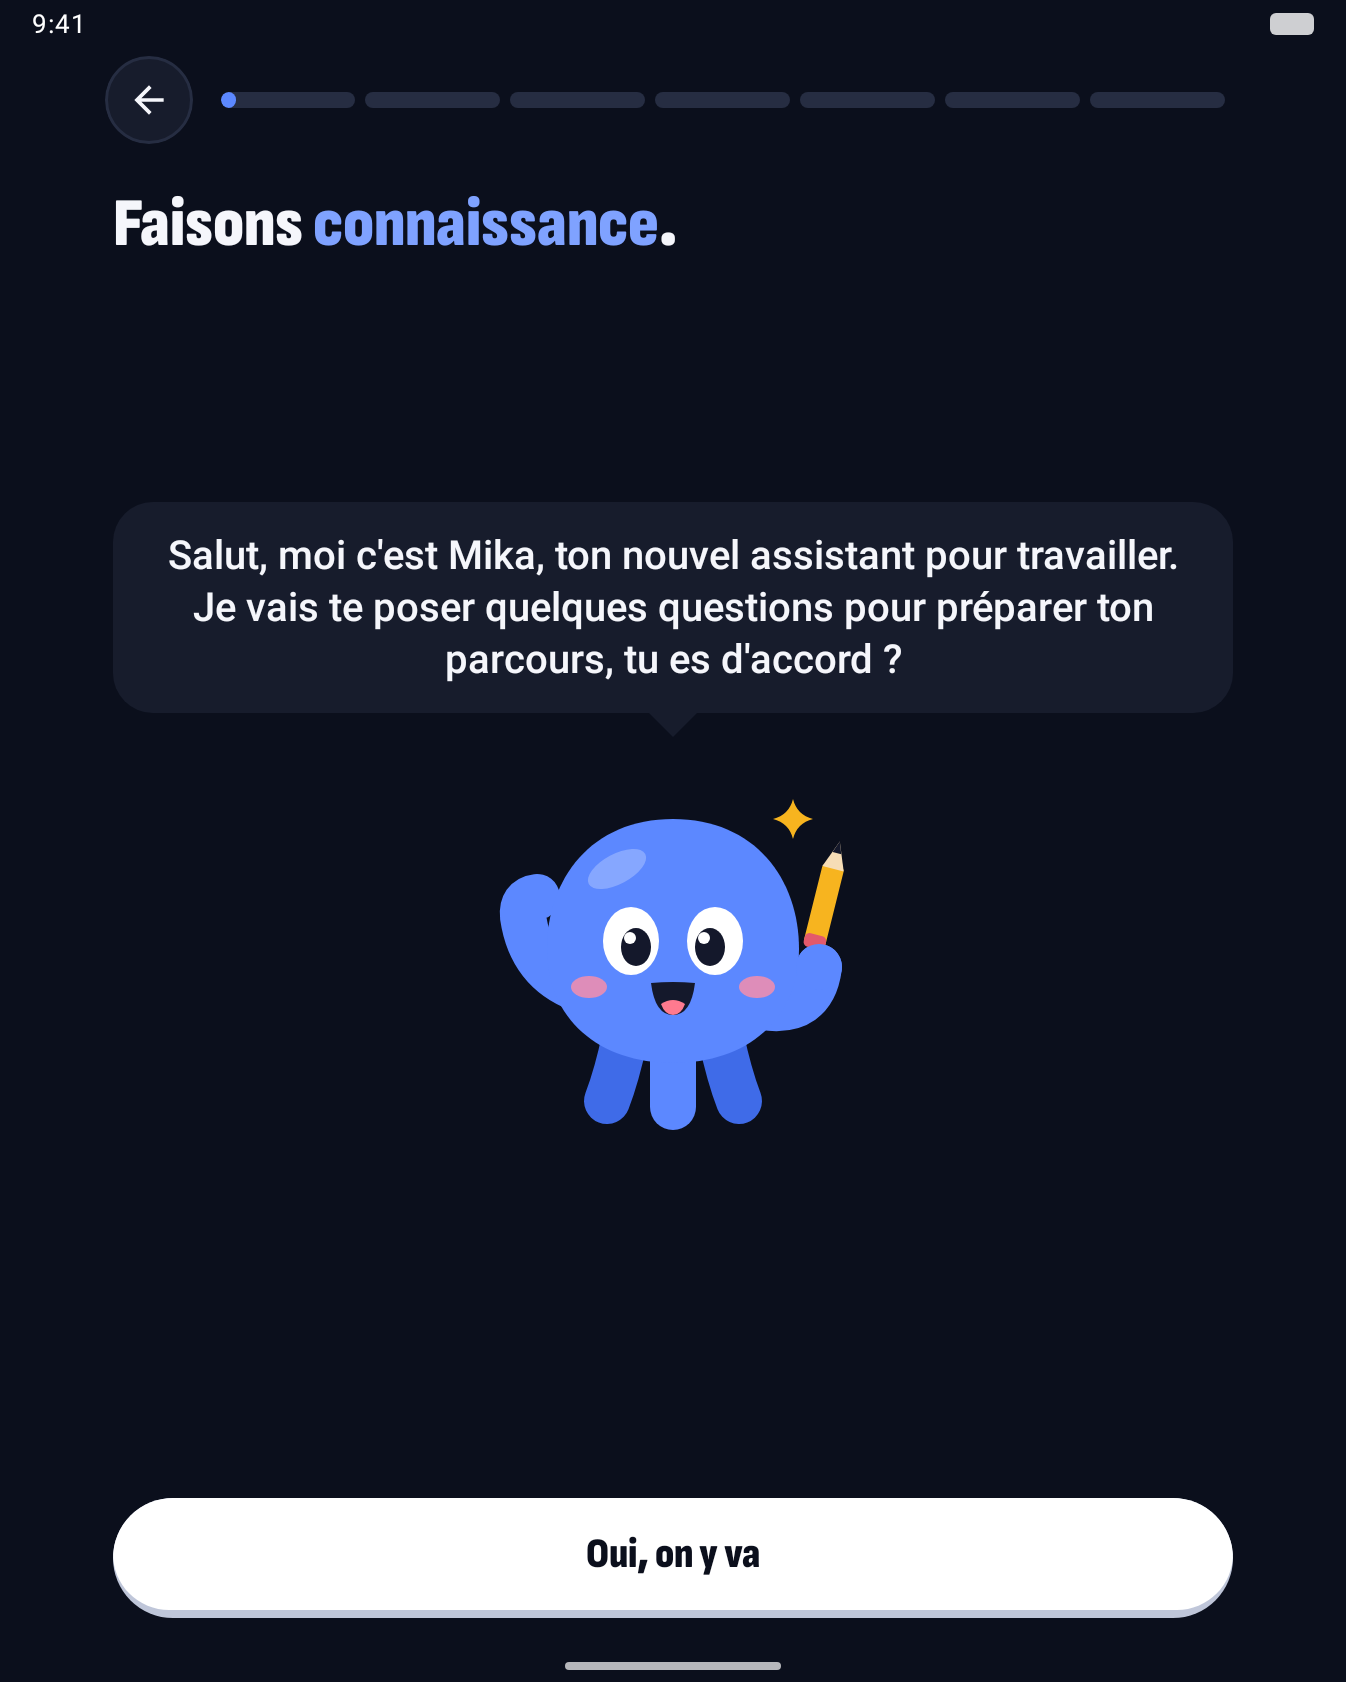 9:41
Faisons connaissance.
Salut, moi c'est Mika, ton nouvel assistant pour travailler.
Je vais te poser quelques questions pour préparer ton
parcours, tu es d'accord ?
Oui, on y va